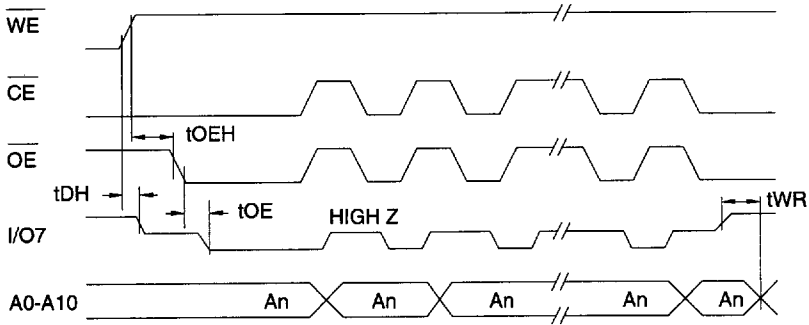 WE
CE
tOEH
OE
tDH
tOE
HIGH Z
tWR
I/O7
A0-A10 An An An An An